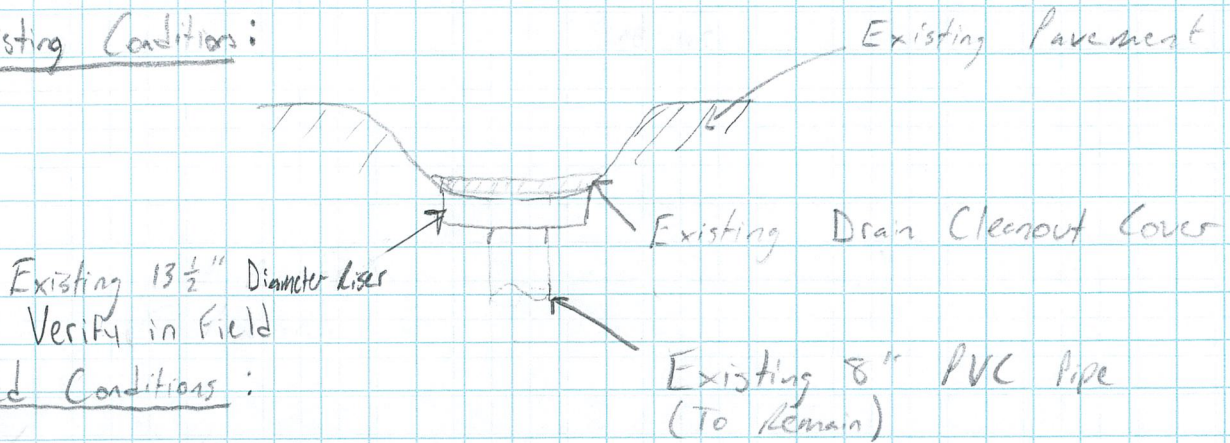 sting Conditions:
Existing Pavement
Existing Drain Cleanout Cover
Existing 13 1/2" Diameter Riser
Verify in Field
Existing 8" PVC Pipe
(To Remain)
d Conditions: